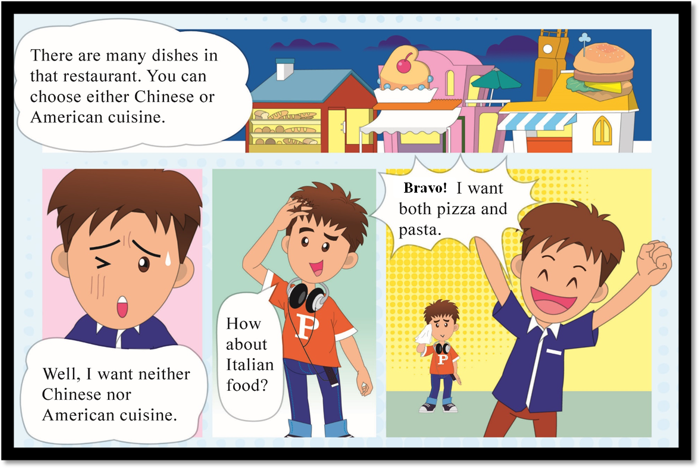 There are many dishes in
that restaurant. You can
choose either Chinese or
American cuisine.
Well, I want neither
Chinese nor
American cuisine.
How
about
Italian
food?
P
Bravo! I want
both pizza and
pasta.
P